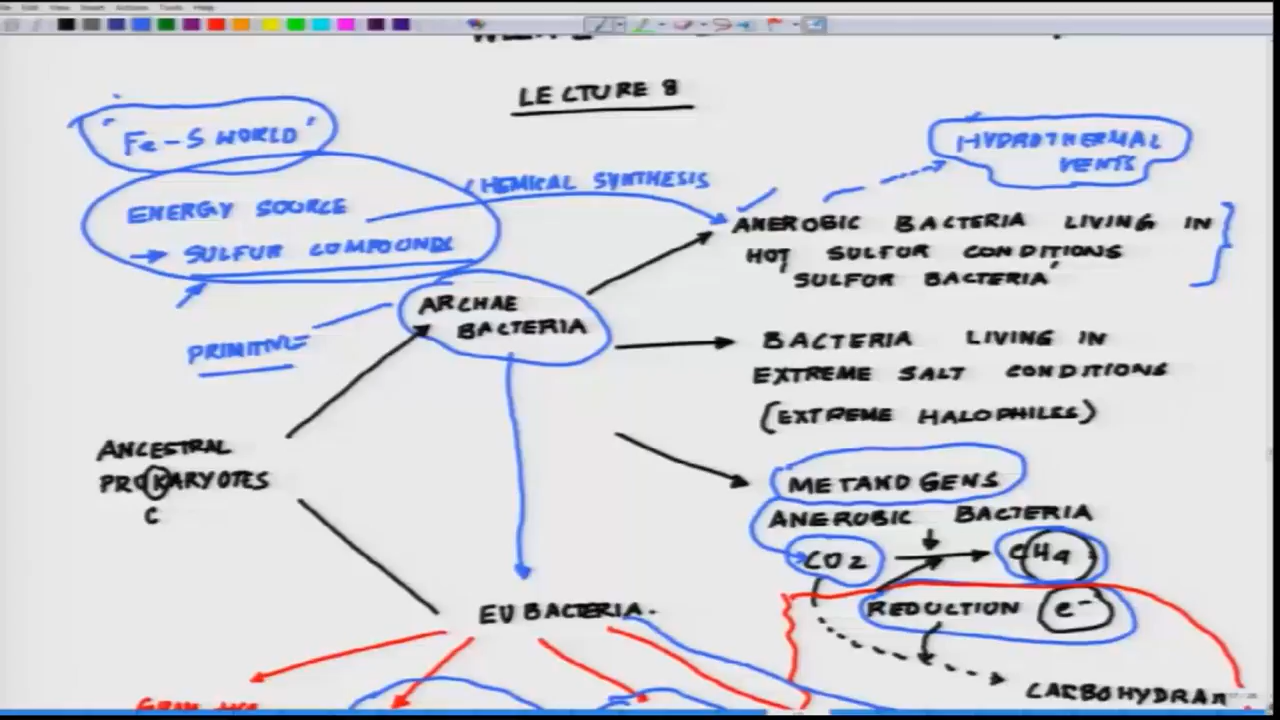 LECTURE 8
"Fe-S WORLD"
HYDROTHERMAL
VENTS
ENERGY SOURCE
→ SULFUR COMPOUNDS
CHEMICAL SYNTHESIS
ANEROBIC BACTERIA LIVING IN
HOT SULFUR CONDITIONS
'SULFOR BACTERIA'
ARCHAE
BACTERIA
PRIMITIVE
BACTERIA LIVING IN
EXTREME SALT CONDITIONS
(EXTREME HALOPHILES)
ANCESTRAL
PROKARYOTES
C
METANOGENS
ANEROBIC BACTERIA
CO2 → CH4
REDUCTION e-
EUBACTERIA.
CARBOHYDRA